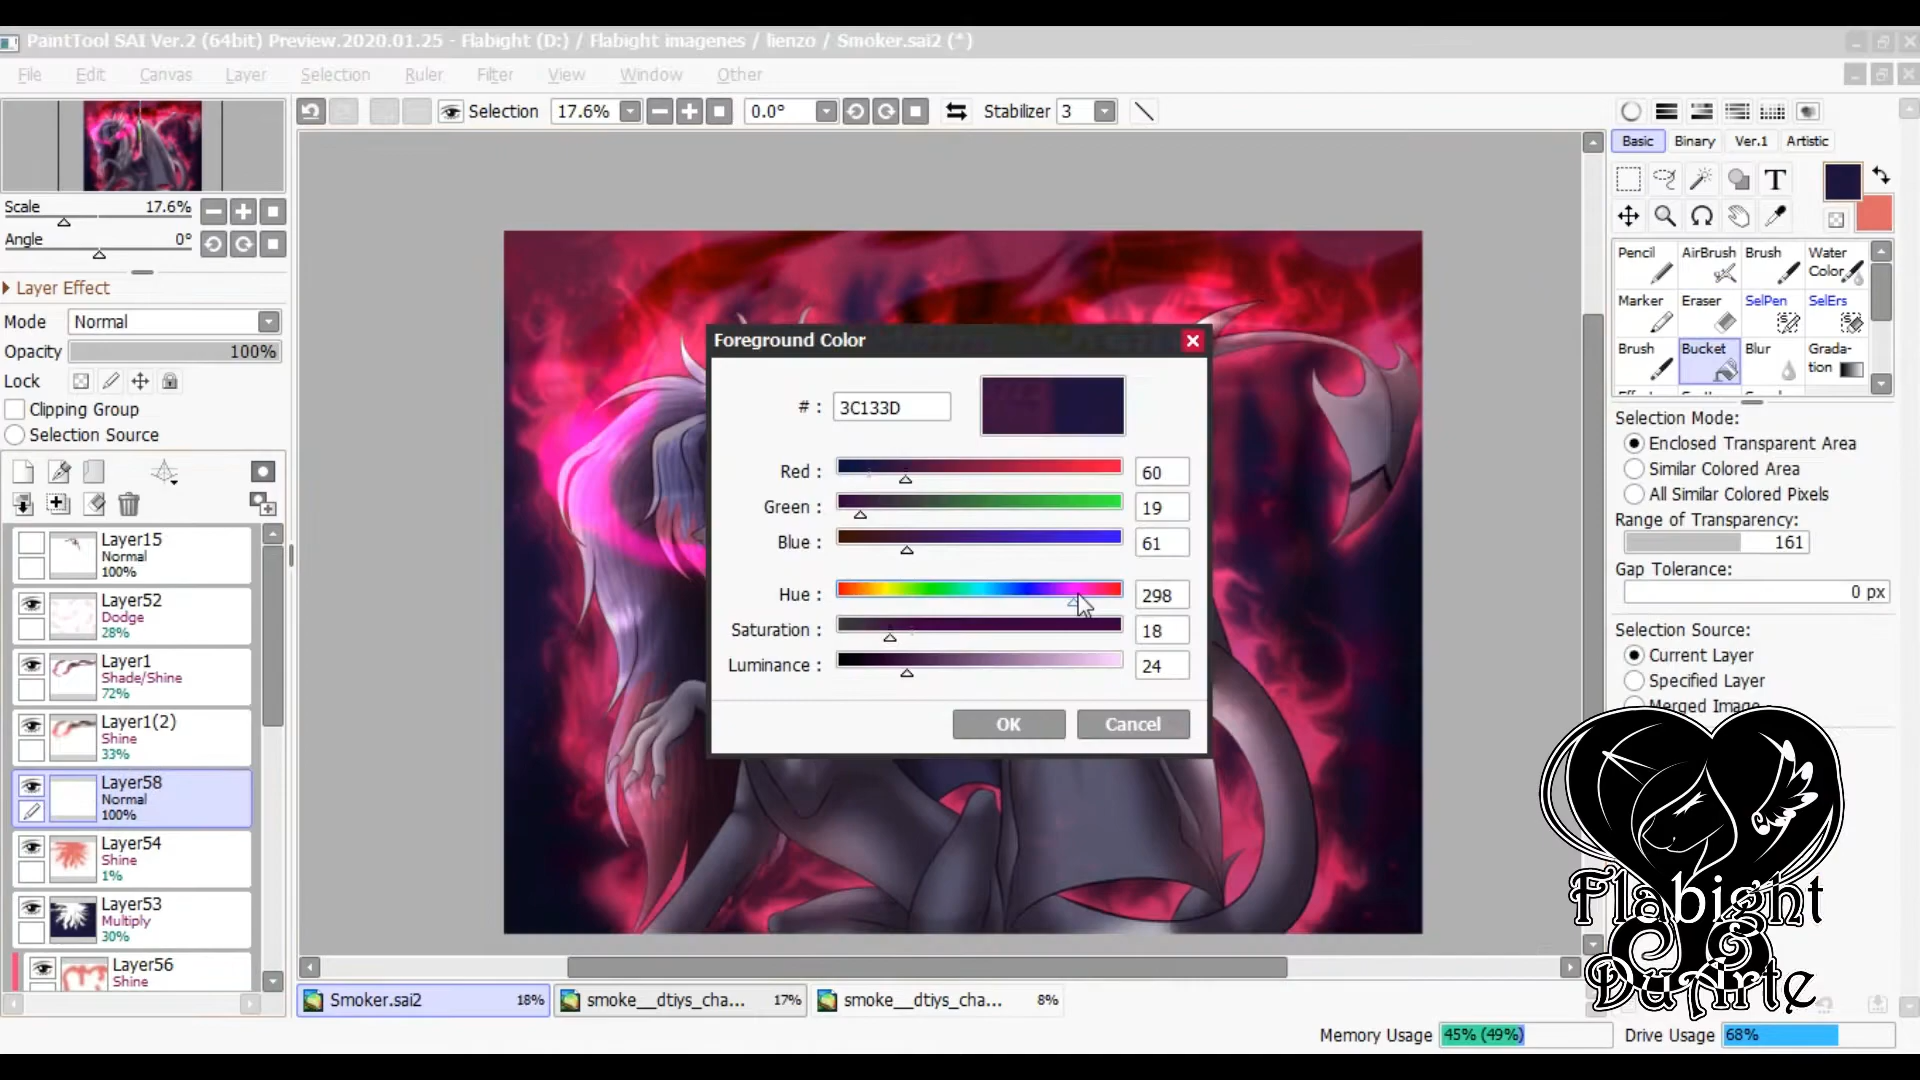 PaintTool SAI Ver.2 (64bit) Preview.2020.01.25 - Flabight (D:) / Flabight imagenes / lienzo / Smoker.sai2 (*)
File Edit Canvas Layer Selection Ruler Filter View Window Other
Selection 17.6% 0.0° Stabilizer 3
Basic Binary Ver.1 Artistic
T
Scale 17.6%
Angle 0°
Layer Effect
Mode Normal
Opacity 100%
Lock
Clipping Group
Selection Source
Layer15
Normal
100%
Layer52
Dodge
28%
Layer1
Shade/Shine
72%
Layer1(2)
Shine
33%
Layer58
Normal
100%
Layer54
Shine
1%
Layer53
Multiply
30%
Layer56
Shine
Foreground Color
# : 3C133D
Red : 60
Green : 19
Blue : 61
Hue : 298
Saturation : 18
Luminance : 24
OK Cancel
Pencil AirBrush Brush Water Color
Marker Eraser SelPen SelErs
Brush Bucket Blur Grada-tion
Selection Mode:
Enclosed Transparent Area
Similar Colored Area
All Similar Colored Pixels
Range of Transparency:
161
Gap Tolerance:
0 px
Selection Source:
Current Layer
Specified Layer
Merged Image
Flabight
DuArte
Smoker.sai2 18% smoke__dtiys_cha... 17% smoke__dtiys_cha... 8%
Memory Usage 45% (49%) Drive Usage 68%